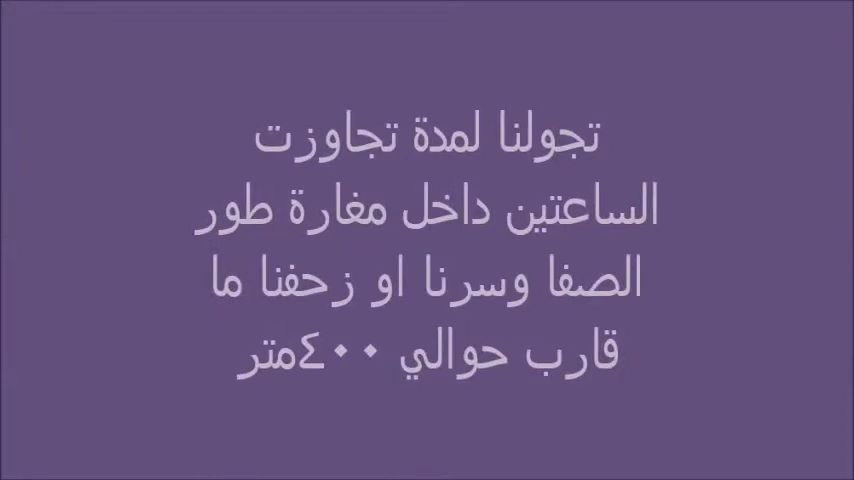 تجولنا لمدة تجاوزت
الساعتين داخل مغارة طور
الصفا وسرنا او زحفنا ما
قارب حوالي ٤٠٠متر